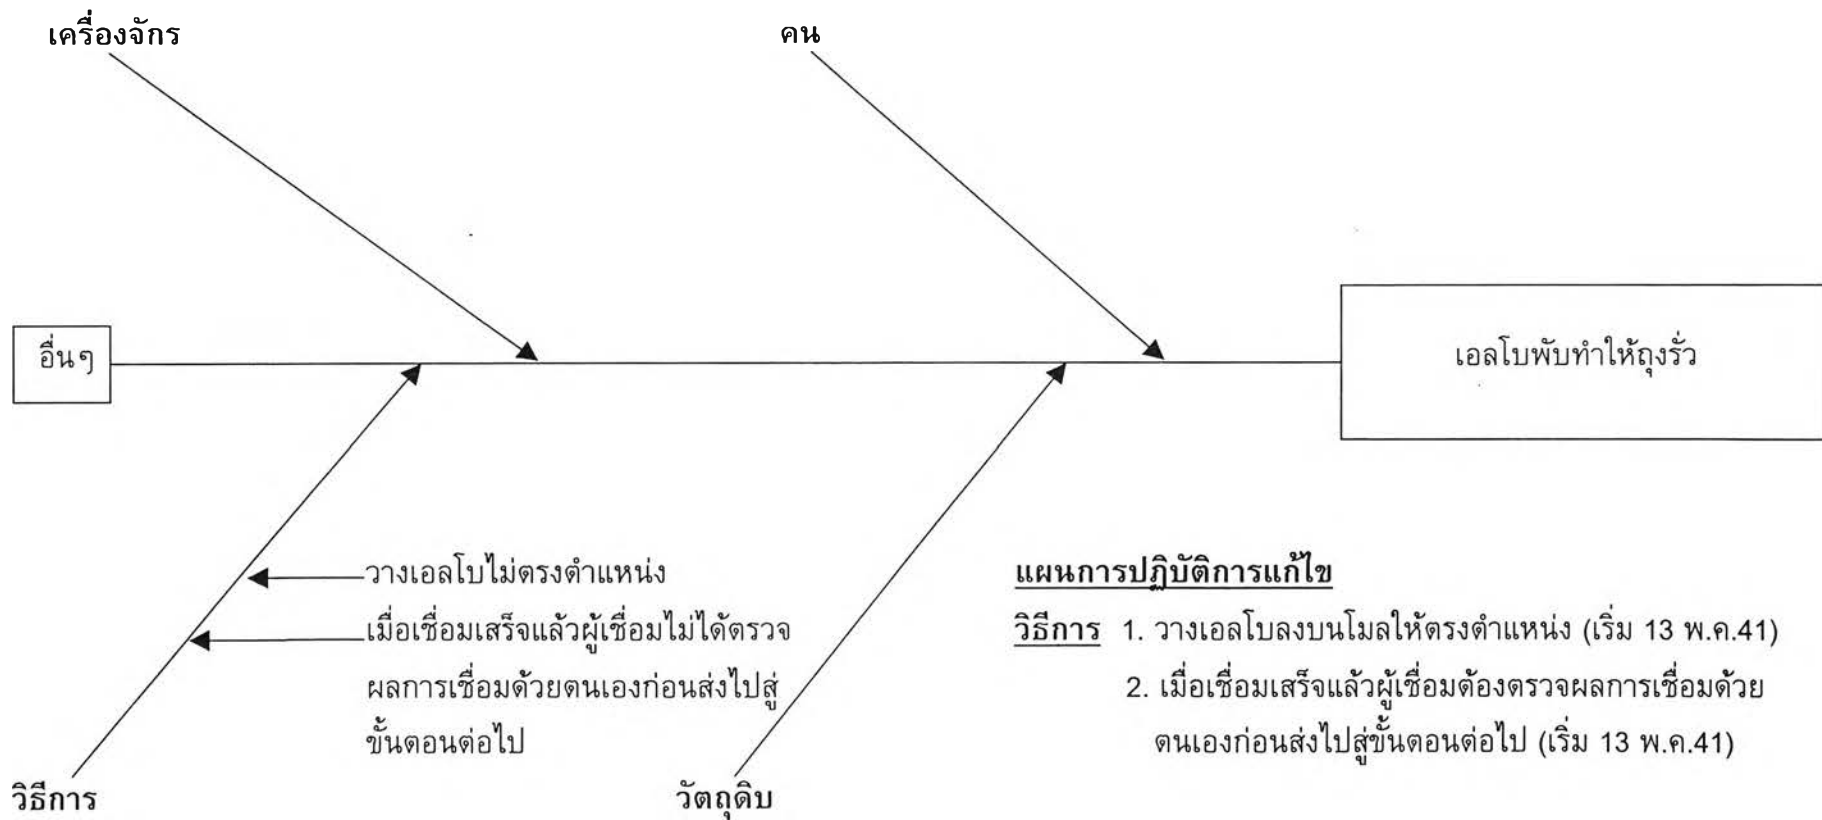 เครื่องจักร
คน
อื่นๆ
เอลโบพับทำให้ถุงรั่ว
วางเอลโบไม่ตรงตำแหน่ง
เมื่อเชื่อมเสร็จแล้วผู้เชื่อมไม่ได้ตรวจ
ผลการเชื่อมด้วยตนเองก่อนส่งไปสู่
ขั้นตอนต่อไป
แผนการปฏิบัติการแก้ไข
วิธีการ 1. วางเอลโบลงบนโมลให้ตรงตำแหน่ง (เริ่ม 13 พ.ค.41)
2. เมื่อเชื่อมเสร็จแล้วผู้เชื่อมต้องตรวจผลการเชื่อมด้วย
ตนเองก่อนส่งไปสู่ขั้นตอนต่อไป (เริ่ม 13 พ.ค.41)
วิธีการ
วัตถุดิบ